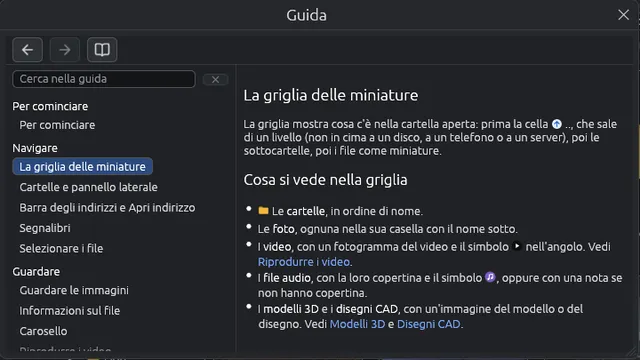 Guida
Cerca nella guida
Per cominciare
Per cominciare
Navigare
La griglia delle miniature
Cartelle e pannello laterale
Barra degli indirizzi e Apri indirizzo
Segnalibri
Selezionare i file
Guardare
Guardare le immagini
Informazioni sul file
Carosello
Riprodurre i video
La griglia delle miniature
La griglia mostra cosa c'è nella cartella aperta: prima la cella .., che sale
di un livello (non in cima a un disco, a un telefono o a un server), poi le
sottocartelle, poi i file come miniature.
Cosa si vede nella griglia
• Le cartelle, in ordine di nome.
• Le foto, ognuna nella sua casella con il nome sotto.
• I video, con un fotogramma del video e il simbolo nell'angolo. Vedi
Riprodurre i video.
• I file audio, con la loro copertina e il simbolo , oppure con una nota se
non hanno copertina.
• I modelli 3D e i disegni CAD, con un'immagine del modello o del
disegno. Vedi Modelli 3D e Disegni CAD.